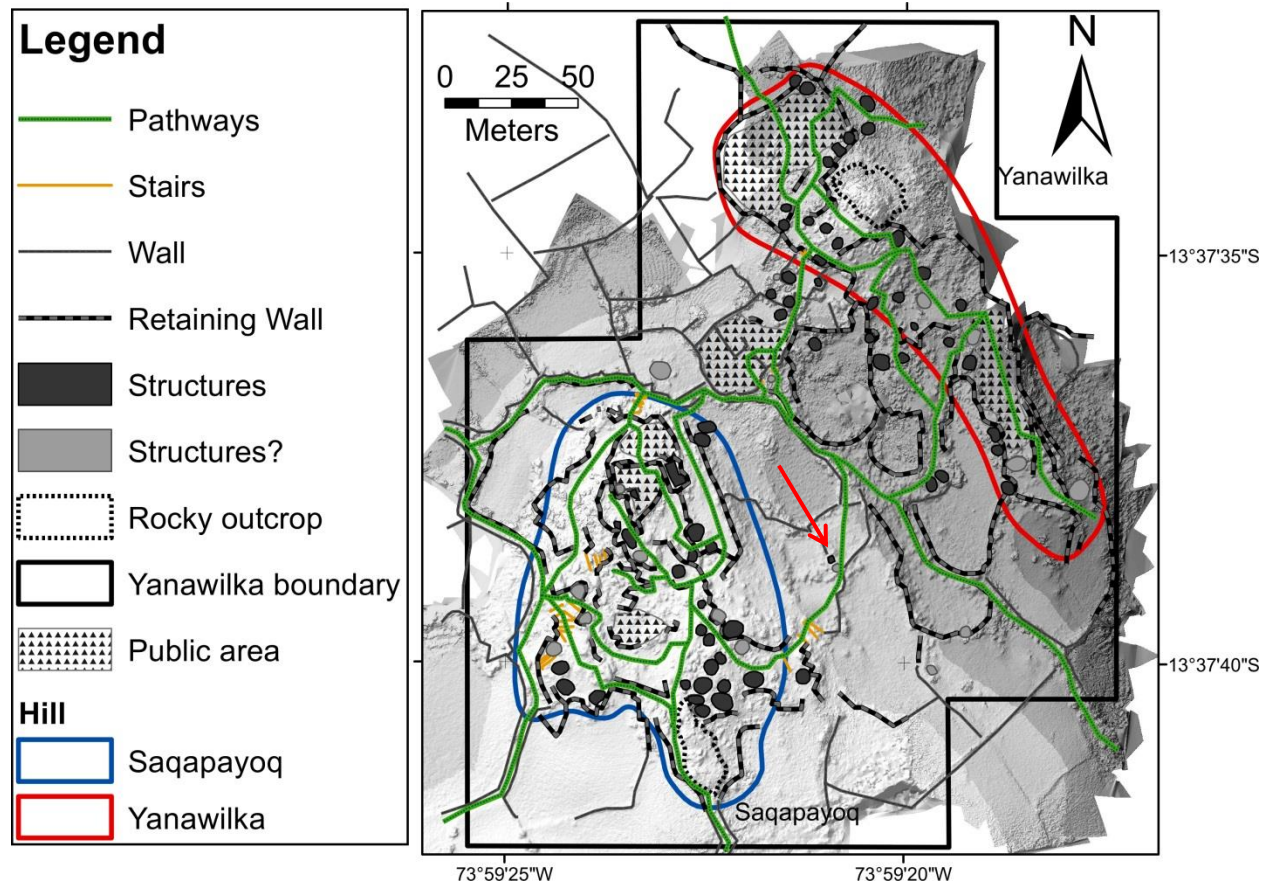 Legend
Pathways
Stairs
Wall
Retaining Wall
Structures
Structures?
Rocky outcrop
Yanawilka boundary
Public area
Hill
Saqapayoq
Yanawilka
0 25 50
Meters
N
Yanawilka
13°37'35"S
13°37'40"S
Saqapayoq
73°59'25"W
73°59'20"W